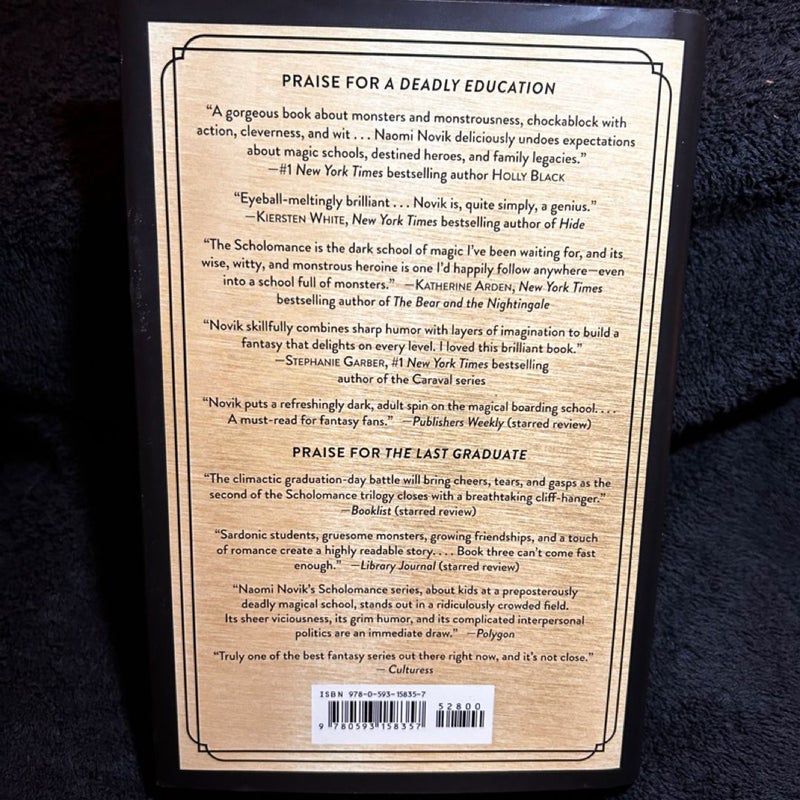 PRAISE FOR A DEADLY EDUCATION
“A gorgeous book about monsters and monstrousness, chockablock with
action, cleverness, and wit . . . Naomi Novik deliciously undoes expectations
about magic schools, destined heroes, and family legacies.”
—#1 New York Times bestselling author HOLLY BLACK
“Eyeball-meltingly brilliant . . . Novik is, quite simply, a genius.”
—KIERSTEN WHITE, New York Times bestselling author of Hide
“The Scholomance is the dark school of magic I’ve been waiting for, and its
wise, witty, and monstrous heroine is one I’d happily follow anywhere—even
into a school full of monsters.” —KATHERINE ARDEN, New York Times
bestselling author of The Bear and the Nightingale
“Novik skillfully combines sharp humor with layers of imagination to build a
fantasy that delights on every level. I loved this brilliant book.”
—STEPHANIE GARBER, #1 New York Times bestselling
author of the Caraval series
“Novik puts a refreshingly dark, adult spin on the magical boarding school. . . .
A must-read for fantasy fans.” —Publishers Weekly (starred review)
PRAISE FOR THE LAST GRADUATE
“The climactic graduation-day battle will bring cheers, tears, and gasps as the
second of the Scholomance trilogy closes with a breathtaking cliff-hanger.”
—Booklist (starred review)
“Sardonic students, gruesome monsters, growing friendships, and a touch
of romance create a highly readable story. . . . Book three can’t come fast
enough.” —Library Journal (starred review)
“Naomi Novik’s Scholomance series, about kids at a preposterously
deadly magical school, stands out in a ridiculously crowded field.
Its sheer viciousness, its grim humor, and its complicated interpersonal
politics are an immediate draw.” —Polygon
“Truly one of the best fantasy series out there right now, and it’s not close.”
—Culturess
ISBN 978-0-593-15835-7
52800
9 780593 158357